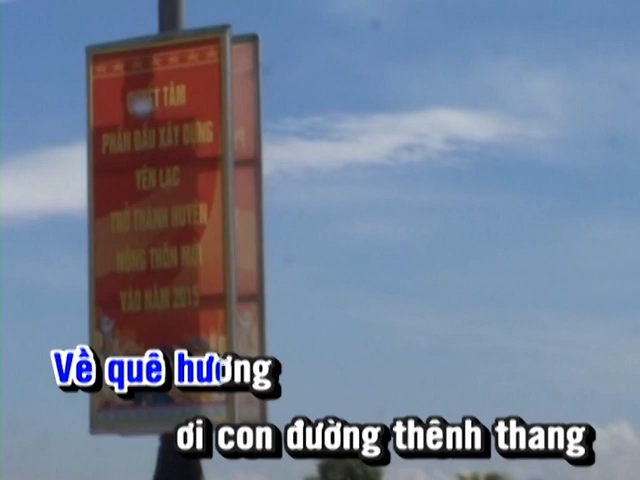 QUYẾT TÂM
PHẤN ĐẤU XÂY DỰNG
YÊN LẠC
TRỞ THÀNH HUYỆN
NÔNG THÔN MỚI
VÀO NĂM 2015
Về quê hương
ơi con đường thênh thang